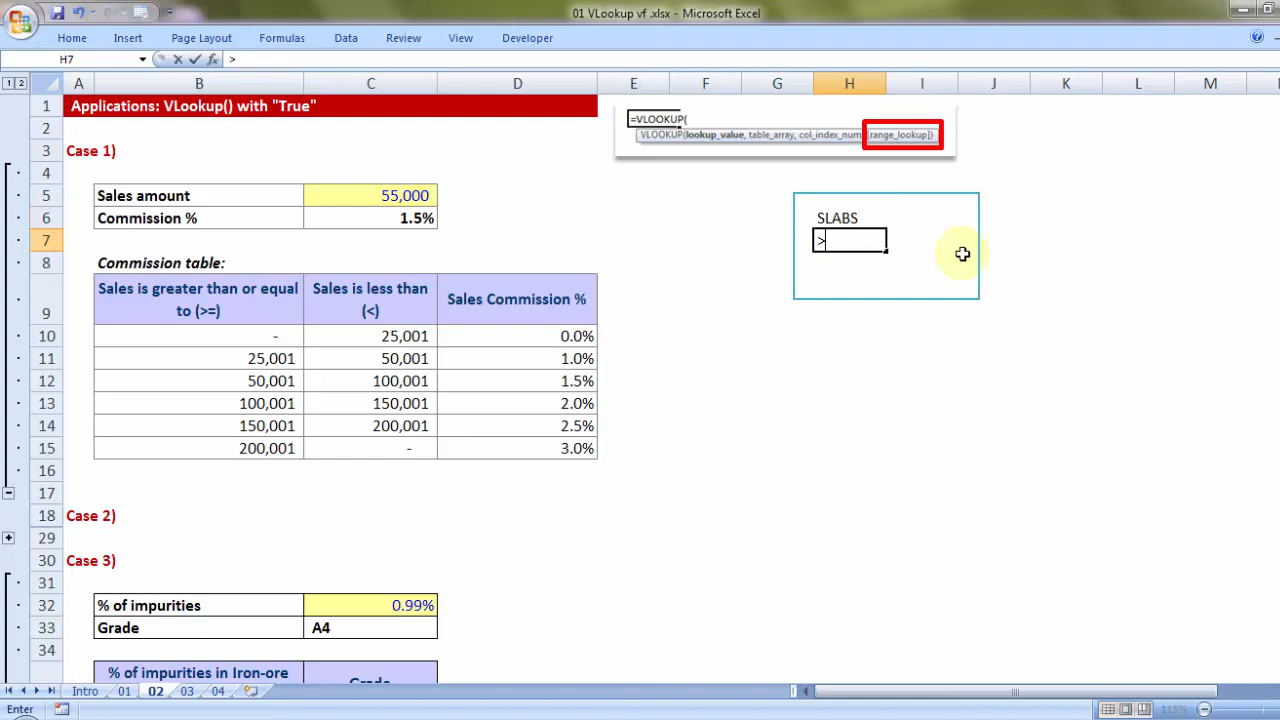 01 VLookup vf .xlsx - Microsoft Excel
Home Insert Page Layout Formulas Data Review View Developer
H7 fx >
1 2 A B C D E F G H I J K L M
1 Applications: VLookup() with "True" =VLOOKUP(
2 VLOOKUP(lookup_value, table_array, col_index_num, [range_lookup])
3 Case 1)
4
5 Sales amount 55,000
6 Commission % 1.5% SLABS
7 >
8 Commission table:
9 Sales is greater than or equal to (>=) Sales is less than (<) Sales Commission %
10 - 25,001 0.0%
11 25,001 50,001 1.0%
12 50,001 100,001 1.5%
13 100,001 150,001 2.0%
14 150,001 200,001 2.5%
15 200,001 - 3.0%
16
17
18 Case 2)
29
30 Case 3)
31
32 % of impurities 0.99%
33 Grade A4
34
% of impurities in Iron-ore Grade
Intro 01 02 03 04
Enter 115%